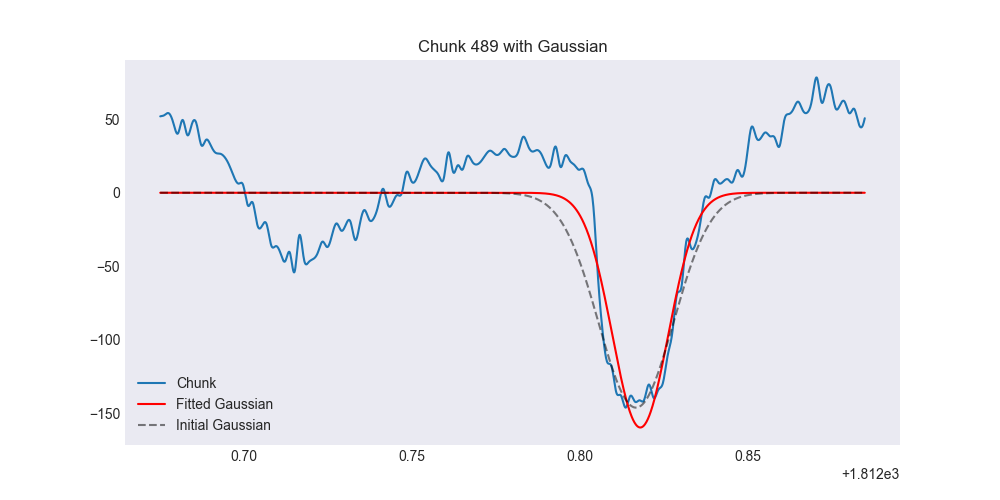 Chunk 489 with Gaussian
50
0
−50
−100
−150
Chunk
Fitted Gaussian
Initial Gaussian
0.70 0.75 0.80 0.85
+1.812e3